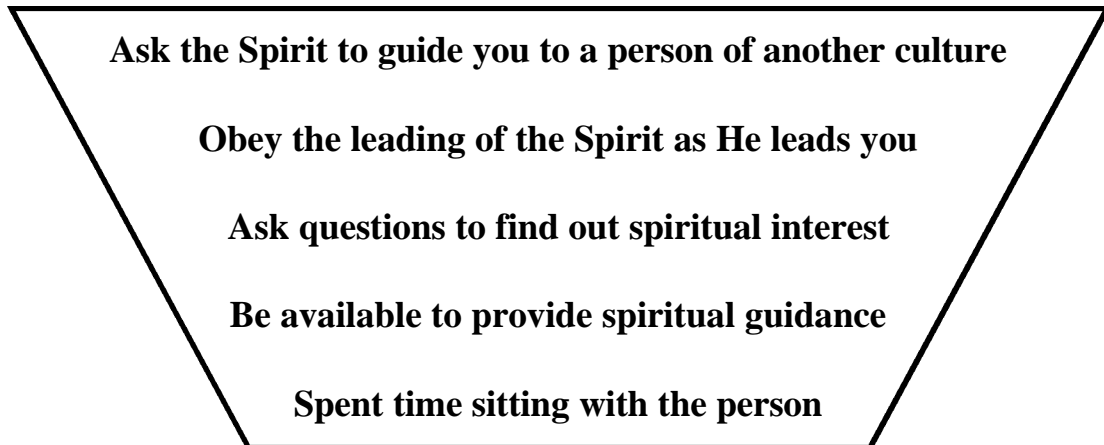 Ask the Spirit to guide you to a person of another culture
Obey the leading of the Spirit as He leads you
Ask questions to find out spiritual interest
Be available to provide spiritual guidance
Spent time sitting with the person